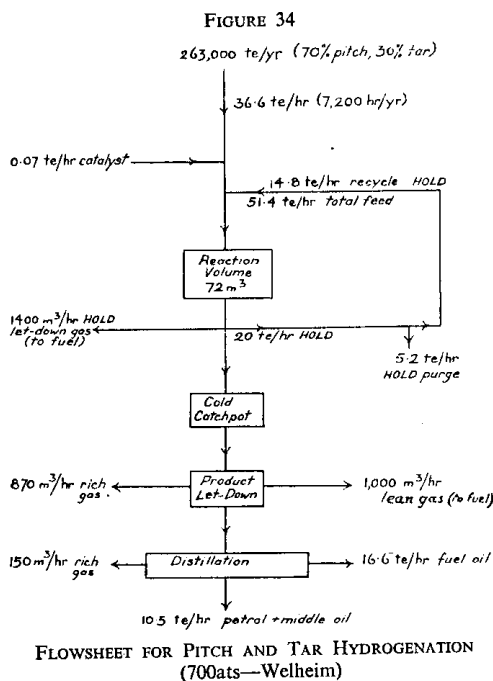 FIGURE 34
263,000 te/yr (70% pitch, 30% tar)
36.6 te/hr (7,200 hr/yr)
0.07 te/hr catalyst
14.8 te/hr recycle HOLD
51.4 te/hr total feed
Reaction
Volume
72 m³
1400 m³/hr HOLD
let-down gas
(to fuel)
20 te/hr HOLD
5.2 te/hr
HOLD purge
Cold
Catchpot
870 m³/hr rich
gas.
Product
Let-Down
1,000 m³/hr
lean gas (to fuel)
150 m³/hr rich
gas
Distillation
16.6 te/hr fuel oil
10.5 te/hr petrol + middle oil
FLOWSHEET FOR PITCH AND TAR HYDROGENATION
(700ats—Welheim)